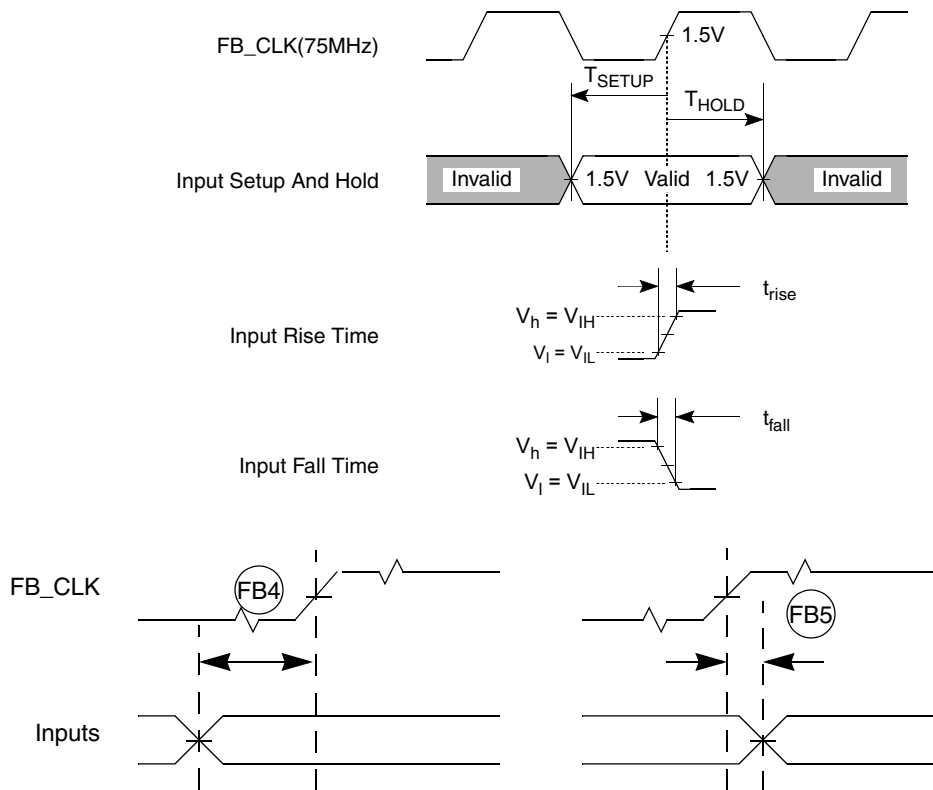 FB_CLK(75MHz)
1.5V
TSETUP
THOLD
Input Setup And Hold
Invalid
1.5V Valid 1.5V
Invalid
trise
Input Rise Time
Vh = VIH
Vl = VIL
tfall
Input Fall Time
Vh = VIH
Vl = VIL
FB_CLK
FB4
FB5
Inputs